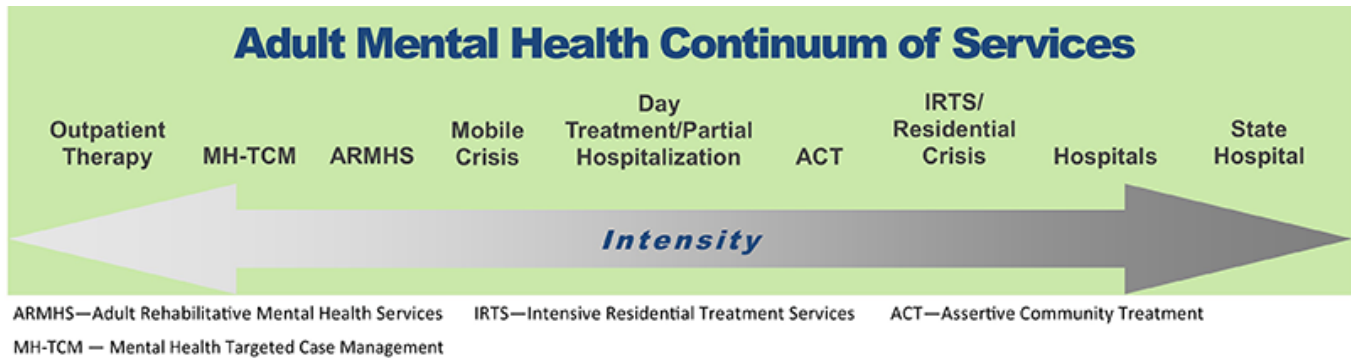 Adult Mental Health Continuum of Services
Outpatient
Therapy
MH-TCM
ARMHS
Mobile
Crisis
Day
Treatment/Partial
Hospitalization
ACT
IRTS/
Residential
Crisis
Hospitals
State
Hospital
Intensity
ARMHS—Adult Rehabilitative Mental Health Services IRTS—Intensive Residential Treatment Services ACT—Assertive Community Treatment
MH-TCM — Mental Health Targeted Case Management